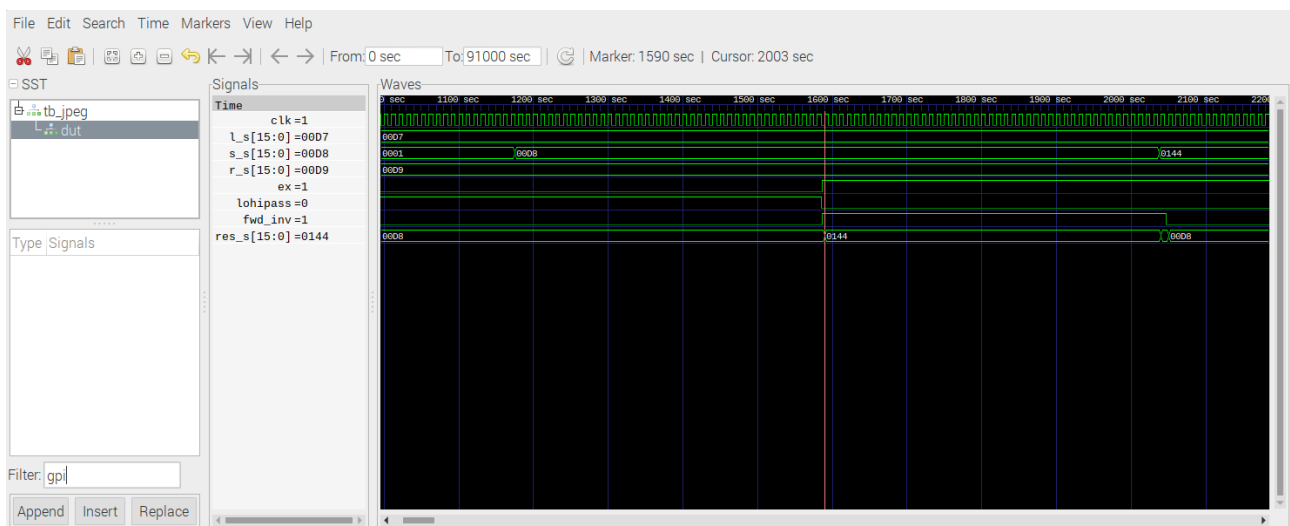 File Edit Search Time Markers View Help
From: 0 sec To: 91000 sec Marker: 1590 sec | Cursor: 2003 sec
SST
tb_jpeg
dut
Type Signals
Filter: gpi
Append Insert Replace
Signals
Time
clk =1
l_s[15:0] =00D7
s_s[15:0] =00D8
r_s[15:0] =00D9
ex =1
lohipass =0
fwd_inv =1
res_s[15:0] =0144
Waves
0 sec 1100 sec 1200 sec 1300 sec 1400 sec 1500 sec 1600 sec 1700 sec 1800 sec 1900 sec 2000 sec 2100 sec 2200
00D7
0001 00D8 0144
00D9
00D8 0144 00D8